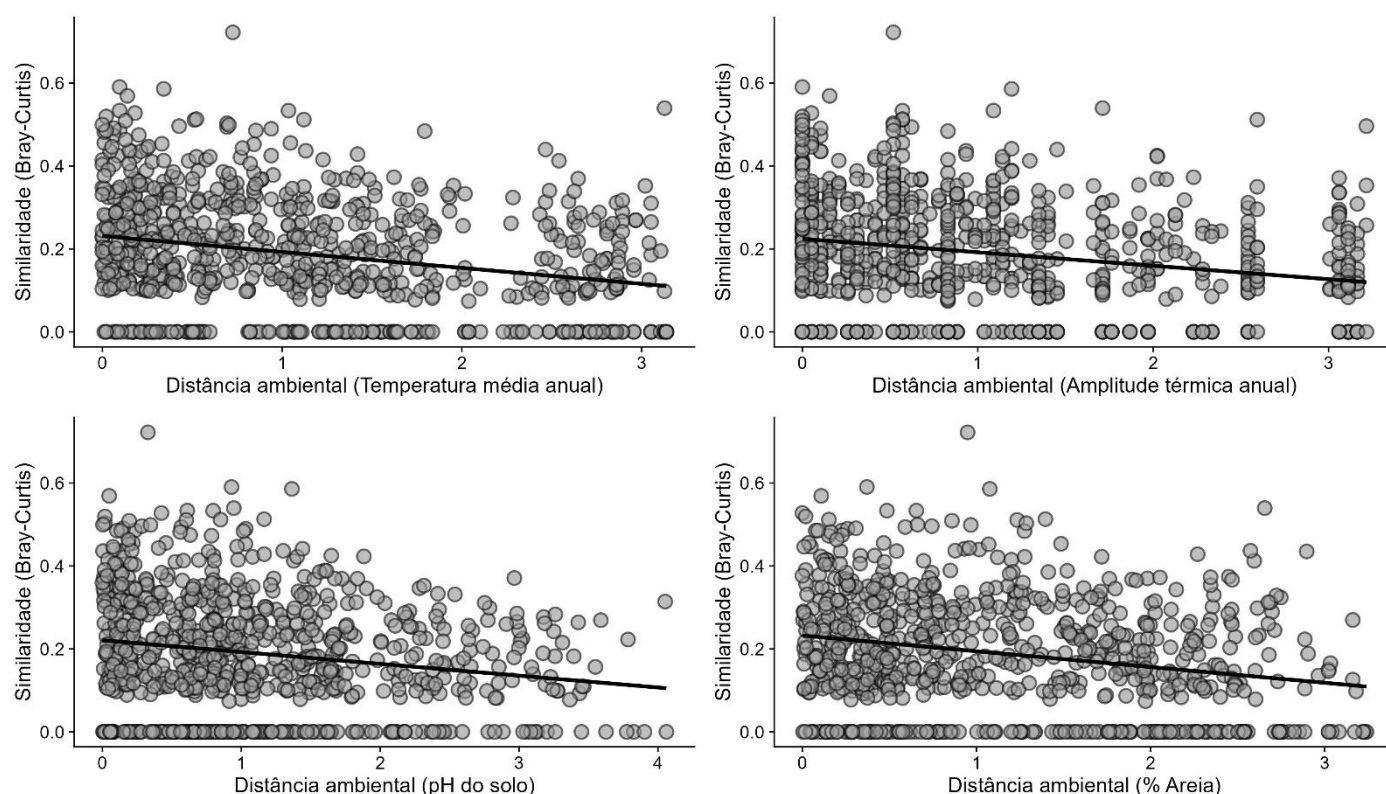 Similaridade (Bray-Curtis)
0.6
0.4
0.2
0.0
0 1 2 3
Distância ambiental (Temperatura média anual)
Similaridade (Bray-Curtis)
0.6
0.4
0.2
0.0
0 1 2 3
Distância ambiental (Amplitude térmica anual)
Similaridade (Bray-Curtis)
0.6
0.4
0.2
0.0
0 1 2 3 4
Distância ambiental (pH do solo)
Similaridade (Bray-Curtis)
0.6
0.4
0.2
0.0
0 1 2 3
Distância ambiental (% Areia)